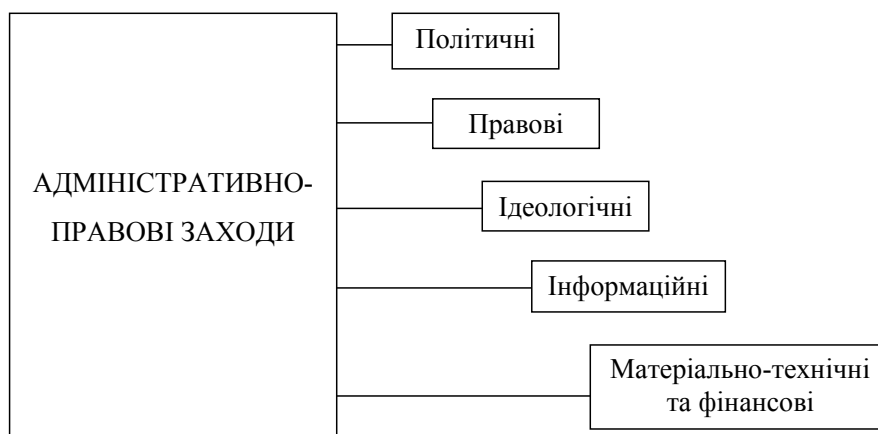 Політичні
Правові
АДМІНІСТРАТИВНО-
ПРАВОВІ ЗАХОДИ
Ідеологічні
Інформаційні
Матеріально-технічні
та фінансові